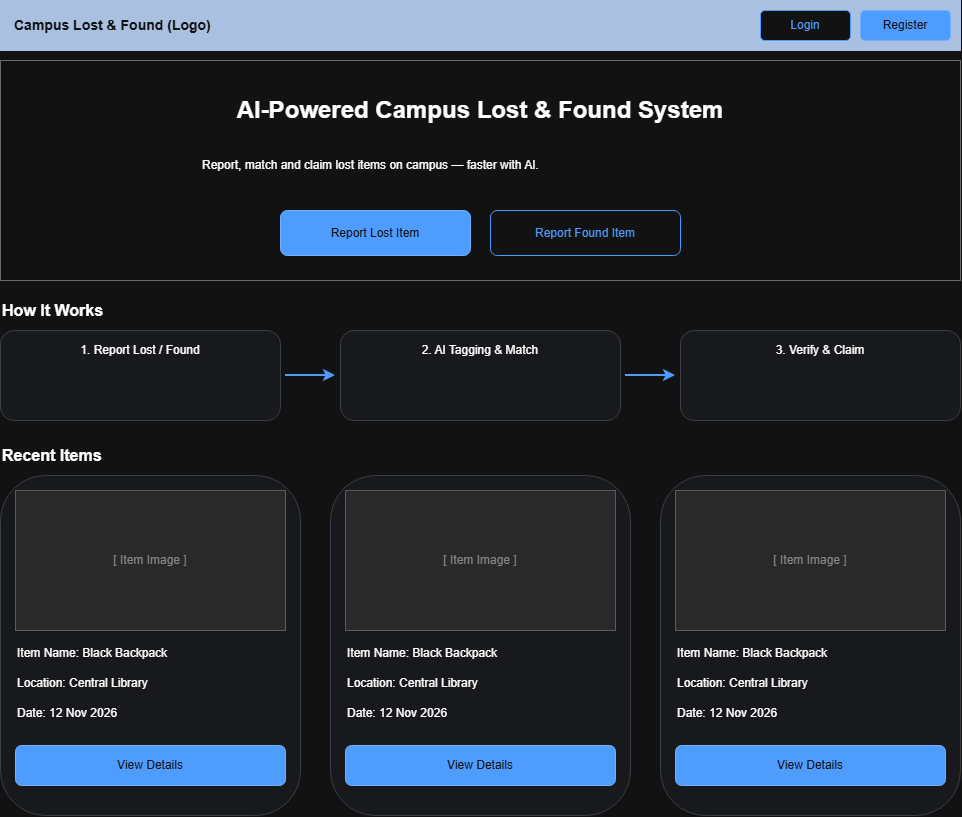 Campus Lost & Found (Logo)
Login
Register
AI-Powered Campus Lost & Found System
Report, match and claim lost items on campus — faster with AI.
Report Lost Item
Report Found Item
How It Works
1. Report Lost / Found
2. AI Tagging & Match
3. Verify & Claim
Recent Items
[ Item Image ]
Item Name: Black Backpack
Location: Central Library
Date: 12 Nov 2026
View Details
[ Item Image ]
Item Name: Black Backpack
Location: Central Library
Date: 12 Nov 2026
View Details
[ Item Image ]
Item Name: Black Backpack
Location: Central Library
Date: 12 Nov 2026
View Details